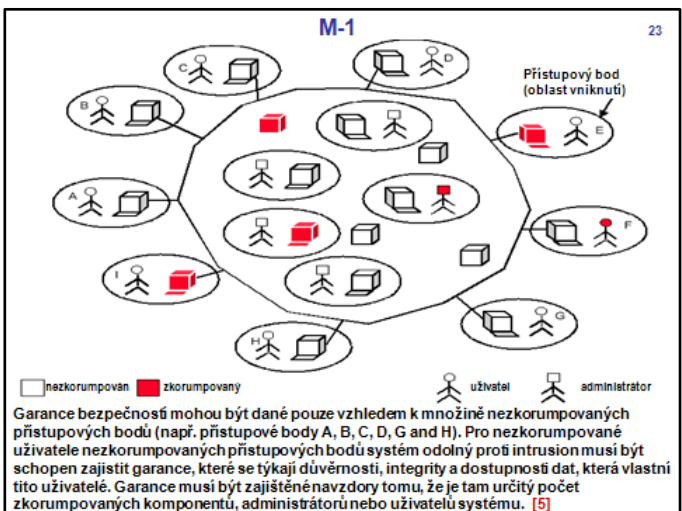 M-1
23
C
D
Přístupový bod
(oblast vniknutí)
B
E
A
F
I
G
H
nezkorumpován
zkorumpovaný
uživatel
administrátor
Garance bezpečnosti mohou být dané pouze vzhledem k množině nezkorumpovaných
přístupových bodů (např. přístupové body A, B, C, D, G and H). Pro nezkorumpované
uživatele nezkorumpovaných přístupových bodů systém odolný proti intrusion musí být
schopen zajistit garance, které se týkají důvěrnosti, integrity a dostupnosti dat, která vlastní
tito uživatelé. Garance musí být zajištěné navzdory tomu, že je tam určitý počet
zkorumpovaných komponentů, administrátorů nebo uživatelů systému. [5]